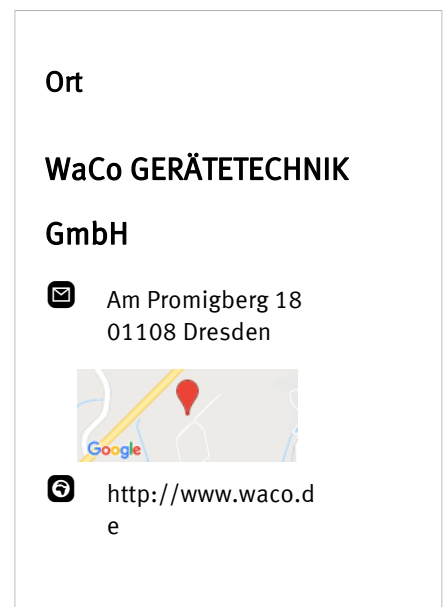 Ort
WaCo GERÄTETECHNIK
GmbH
Am Promigberg 18
01108 Dresden
Google
http://www.waco.d
e